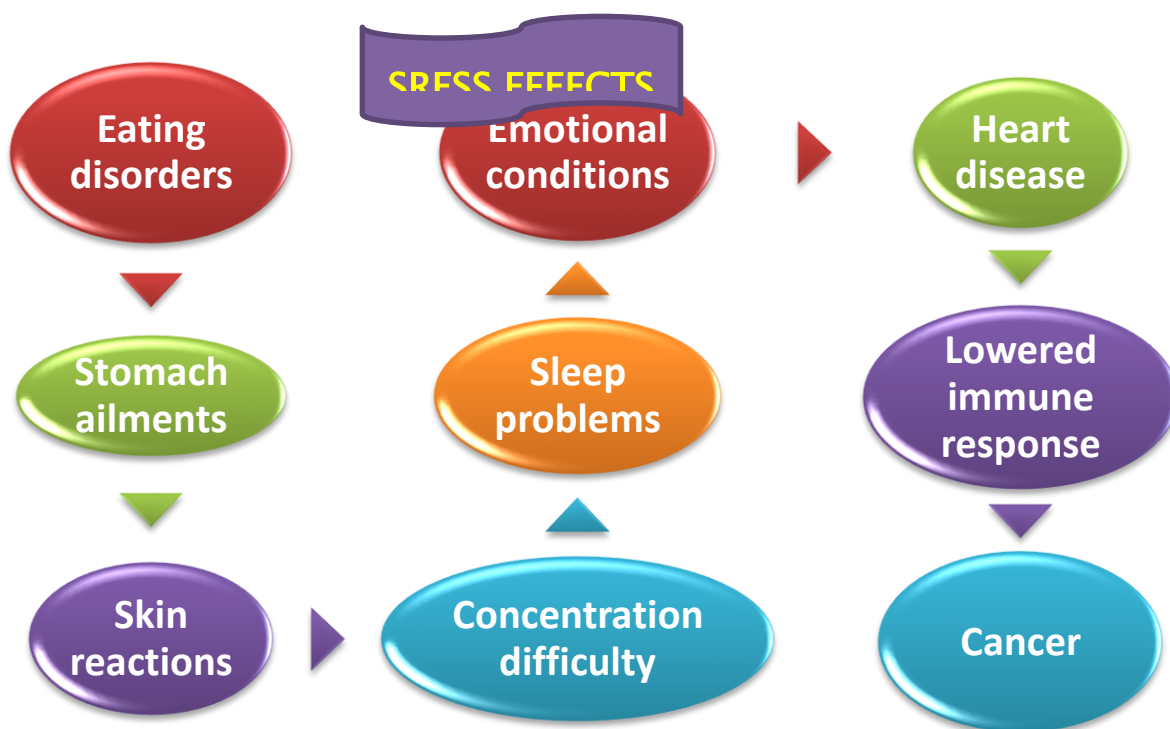 SRESS EFFECTS
Eating
disorders
Emotional
conditions
Heart
disease
Stomach
ailments
Sleep
problems
Lowered
immune
response
Skin
reactions
Concentration
difficulty
Cancer